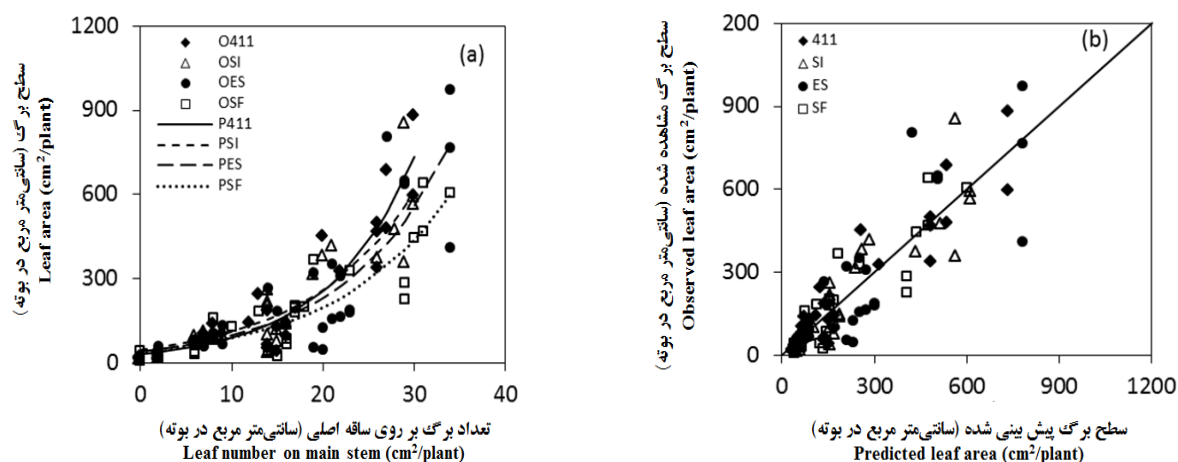 1200
900
600
300
0
0
10
20
30
40
(a)
O411
OSI
OES
OSF
P411
PSI
PES
PSF
سطح برگ (سانتی‌متر مربع در بوته)
Leaf area (cm2/plant)
تعداد برگ بر روی ساقه اصلی (سانتی‌متر مربع در بوته)
Leaf number on main stem (cm2/plant)
200
900
600
300
0
0
300
600
900
1200
(b)
411
SI
ES
SF
سطح برگ مشاهده شده (سانتی‌متر مربع در بوته)
Observed leaf area (cm2/plant)
سطح برگ پیش بینی شده (سانتی‌متر مربع در بوته)
Predicted leaf area (cm2/plant)